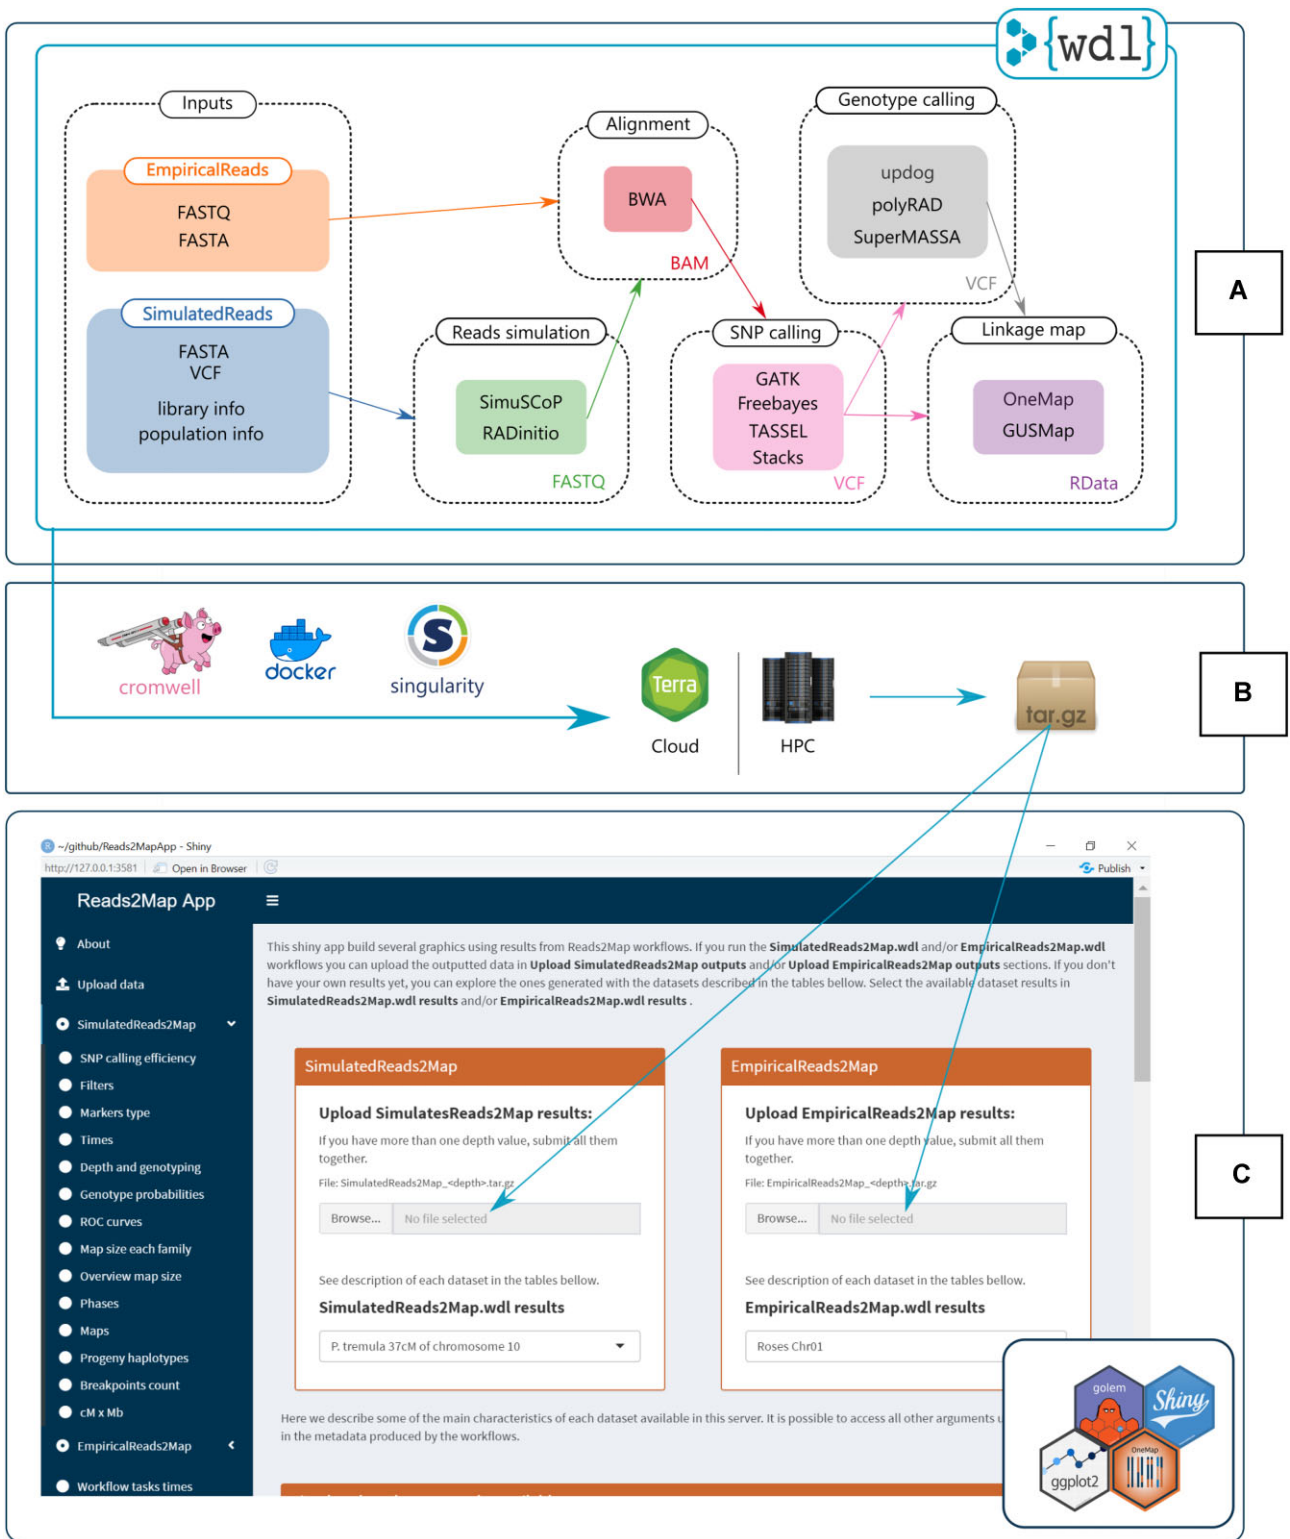 {wdl}
Inputs
EmpiricalReads
FASTQ
FASTA
SimulatedReads
FASTA
VCF
library info
population info
Reads simulation
SimuSCoP
RADinitio
FASTQ
Alignment
BWA
BAM
SNP calling
GATK
Freebayes
TASSEL
Stacks
VCF
Genotype calling
updog
polyRAD
SuperMASSA
VCF
Linkage map
OneMap
GUSMap
RData
A
cromwell
docker
S
singularity
Terra
Cloud
HPC
tar.gz
B
R ~/github/Reads2MapApp - Shiny
http://127.0.0.1:3581 Open in Browser
Publish
Reads2Map App
About
Upload data
SimulatedReads2Map
SNP calling efficiency
Filters
Markers type
Times
Depth and genotyping
Genotype probabilities
ROC curves
Map size each family
Overview map size
Phases
Maps
Progeny haplotypes
Breakpoints count
cM x Mb
EmpiricalReads2Map
Workflow tasks times
This shiny app build several graphics using results from Reads2Map workflows. If you run the SimulatedReads2Map.wdl and/or EmpiricalReads2Map.wdl
workflows you can upload the outputted data in Upload SimulatedReads2Map outputs and/or Upload EmpiricalReads2Map outputs sections. If you don't
have your own results yet, you can explore the ones generated with the datasets described in the tables bellow. Select the available dataset results in
SimulatedReads2Map.wdl results and/or EmpiricalReads2Map.wdl results .
SimulatedReads2Map
Upload SimulatesReads2Map results:
If you have more than one depth value, submit all them
together.
File: SimulatedReads2Map_<depth>.tar.gz
Browse... No file selected
See description of each dataset in the tables bellow.
SimulatedReads2Map.wdl results
P. tremula 37cM of chromosome 10
EmpiricalReads2Map
Upload EmpiricalReads2Map results:
If you have more than one depth value, submit all them
together.
File: EmpiricalReads2Map_<depth>.tar.gz
Browse... No file selected
See description of each dataset in the tables bellow.
EmpiricalReads2Map.wdl results
Roses Chr01
Here we describe some of the main characteristics of each dataset available in this server. It is possible to access all other arguments
in the metadata produced by the workflows.
golem
Shiny
ggplot2
OneMap
C